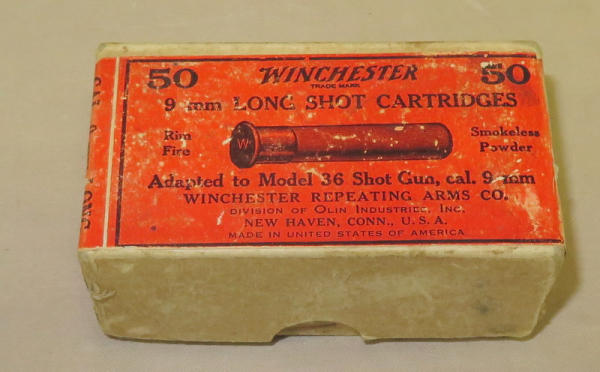 50 WINCHESTER 50
TRADE MARK
9 mm LONG SHOT CARTRIDGES
Rim Fire
W
Smokeless Powder
Adapted to Model 36 Shot Gun, cal. 9 mm
WINCHESTER REPEATING ARMS CO.
DIVISION OF OLIN INDUSTRIES, INC.
NEW HAVEN, CONN., U.S.A.
MADE IN UNITED STATES OF AMERICA